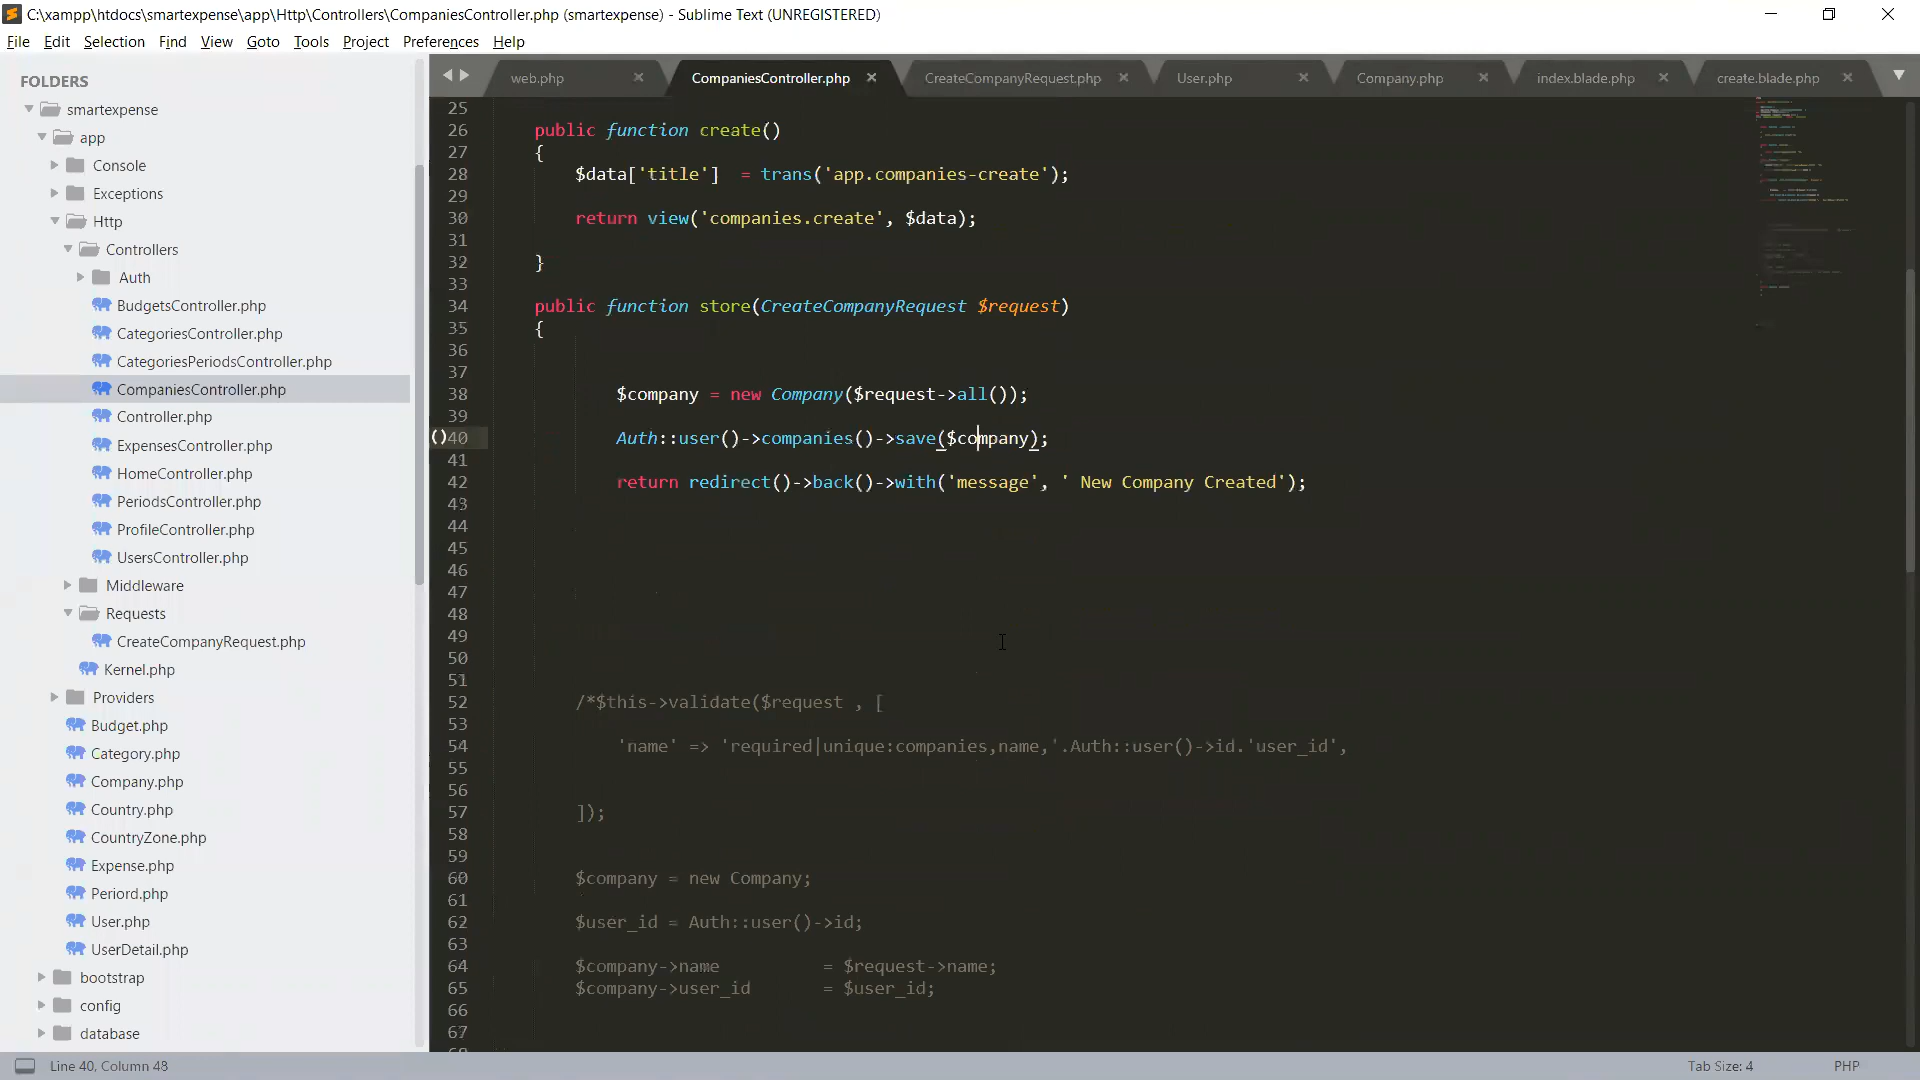 C:\xampp\htdocs\smartexpense\app\Http\Controllers\CompaniesController.php (smartexpense) - Sublime Text (UNREGISTERED)
File Edit Selection Find View Goto Tools Project Preferences Help
FOLDERS
smartexpense
app
Console
Exceptions
Http
Controllers
Auth
BudgetsController.php
CategoriesController.php
CategoriesPeriodsController.php
CompaniesController.php
Controller.php
ExpensesController.php
HomeController.php
PeriodsController.php
ProfileController.php
UsersController.php
Middleware
Requests
CreateCompanyRequest.php
Kernel.php
Providers
Budget.php
Category.php
Company.php
Country.php
CountryZone.php
Expense.php
Periord.php
User.php
UserDetail.php
bootstrap
config
database
web.php CompaniesController.php CreateCompanyRequest.php User.php Company.php index.blade.php create.blade.php
25
26 public function create()
27 {
28 $data['title'] = trans('app.companies-create');
29
30 return view('companies.create', $data);
31
32 }
33
34 public function store(CreateCompanyRequest $request)
35 {
36
37
38 $company = new Company($request->all());
39
()40 Auth::user()->companies()->save($company);
41
42 return redirect()->back()->with('message', ' New Company Created');
43
44
45
46
47
48
49
50
51
52 /*$this->validate($request , [
53
54 'name' => 'required|unique:companies,name,'.Auth::user()->id.'user_id',
55
56
57 ]);
58
59
60 $company = new Company;
61
62 $user_id = Auth::user()->id;
63
64 $company->name = $request->name;
65 $company->user_id = $user_id;
66
67
Line 40, Column 48 Tab Size: 4 PHP